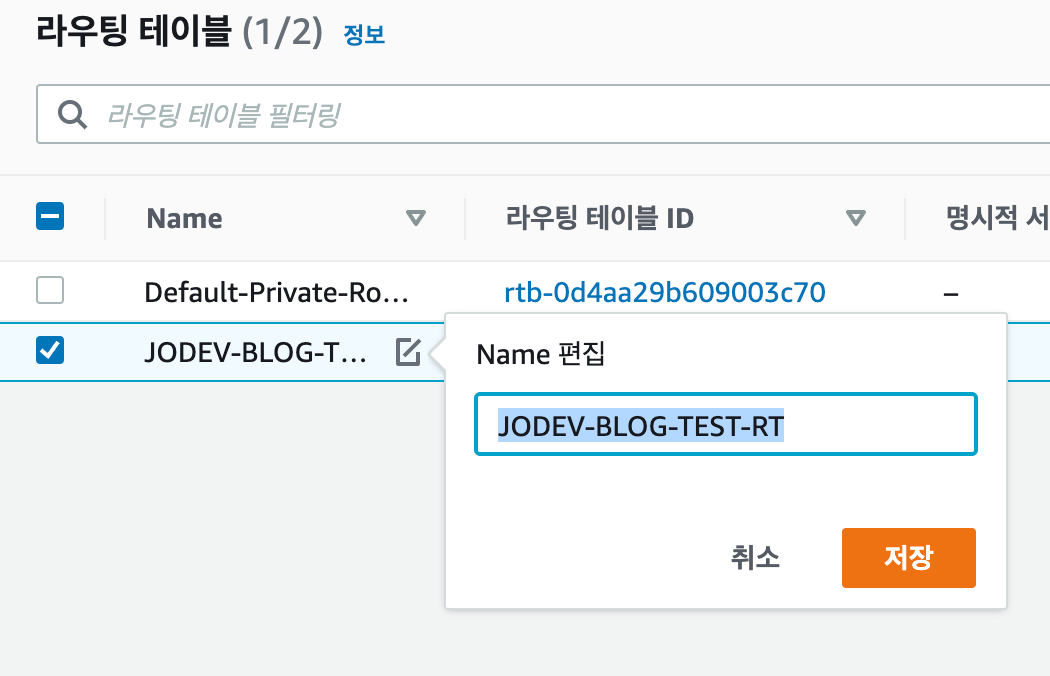 라우팅 테이블 (1/2) 정보
라우팅 테이블 필터링
Name 라우팅 테이블 ID 명시적 서
Default-Private-Ro... rtb-0d4aa29b609003c70 –
JODEV-BLOG-T...
Name 편집
JODEV-BLOG-TEST-RT
취소 저장